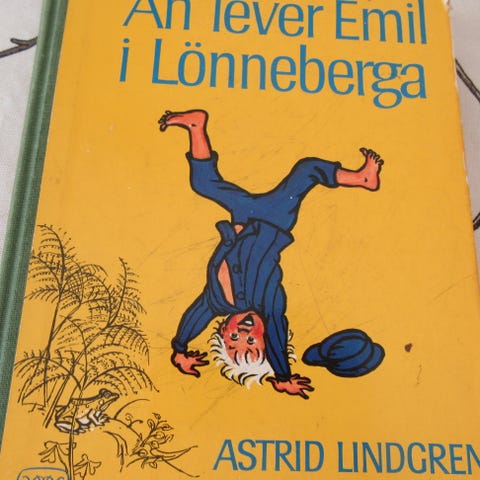 Än lever Emil
i Lönneberga
ASTRID LINDGREN